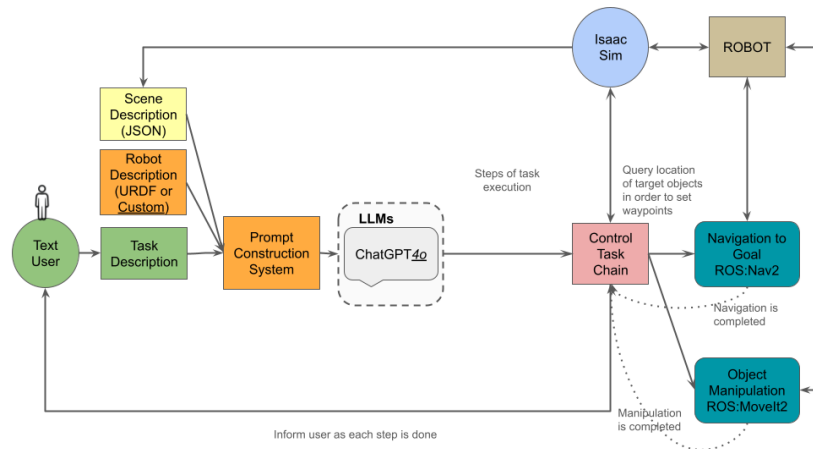 Isaac
Sim
ROBOT
Scene
Description
(JSON)
Robot
Description
(URDF or
Custom)
Steps of task
execution
Query location
of target objects
in order to set
waypoints
LLMs
Text
User
Task
Description
Prompt
Construction
System
ChatGPT4o
Control
Task
Chain
Navigation to
Goal
ROS:Nav2
Navigation is
completed
Object
Manipulation
ROS:MoveIt2
Manipulation
is completed
Inform user as each step is done